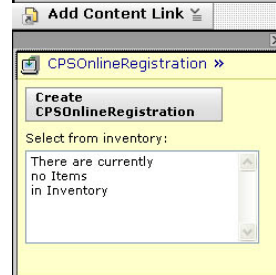 Add Content Link
CPSOnlineRegistration »
Create
CPSOnlineRegistration
Select from inventory:
There are currently
no Items
in Inventory